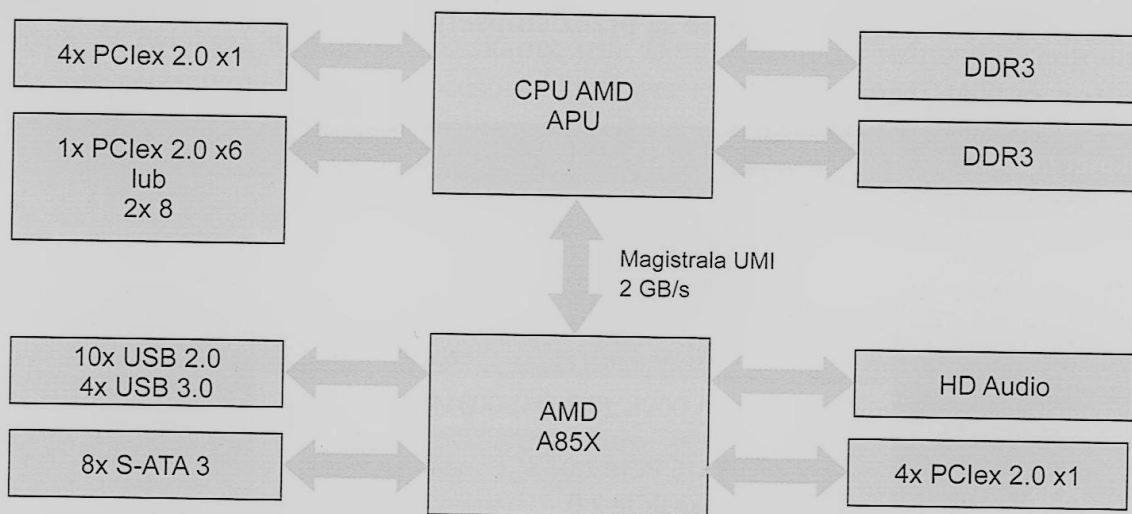 4x PCIex 2.0 x1
1x PCIex 2.0 x6
lub
2x 8
CPU AMD
APU
DDR3
DDR3
Magistrala UMI
2 GB/s
10x USB 2.0
4x USB 3.0
8x S-ATA 3
AMD
A85X
HD Audio
4x PCIex 2.0 x1